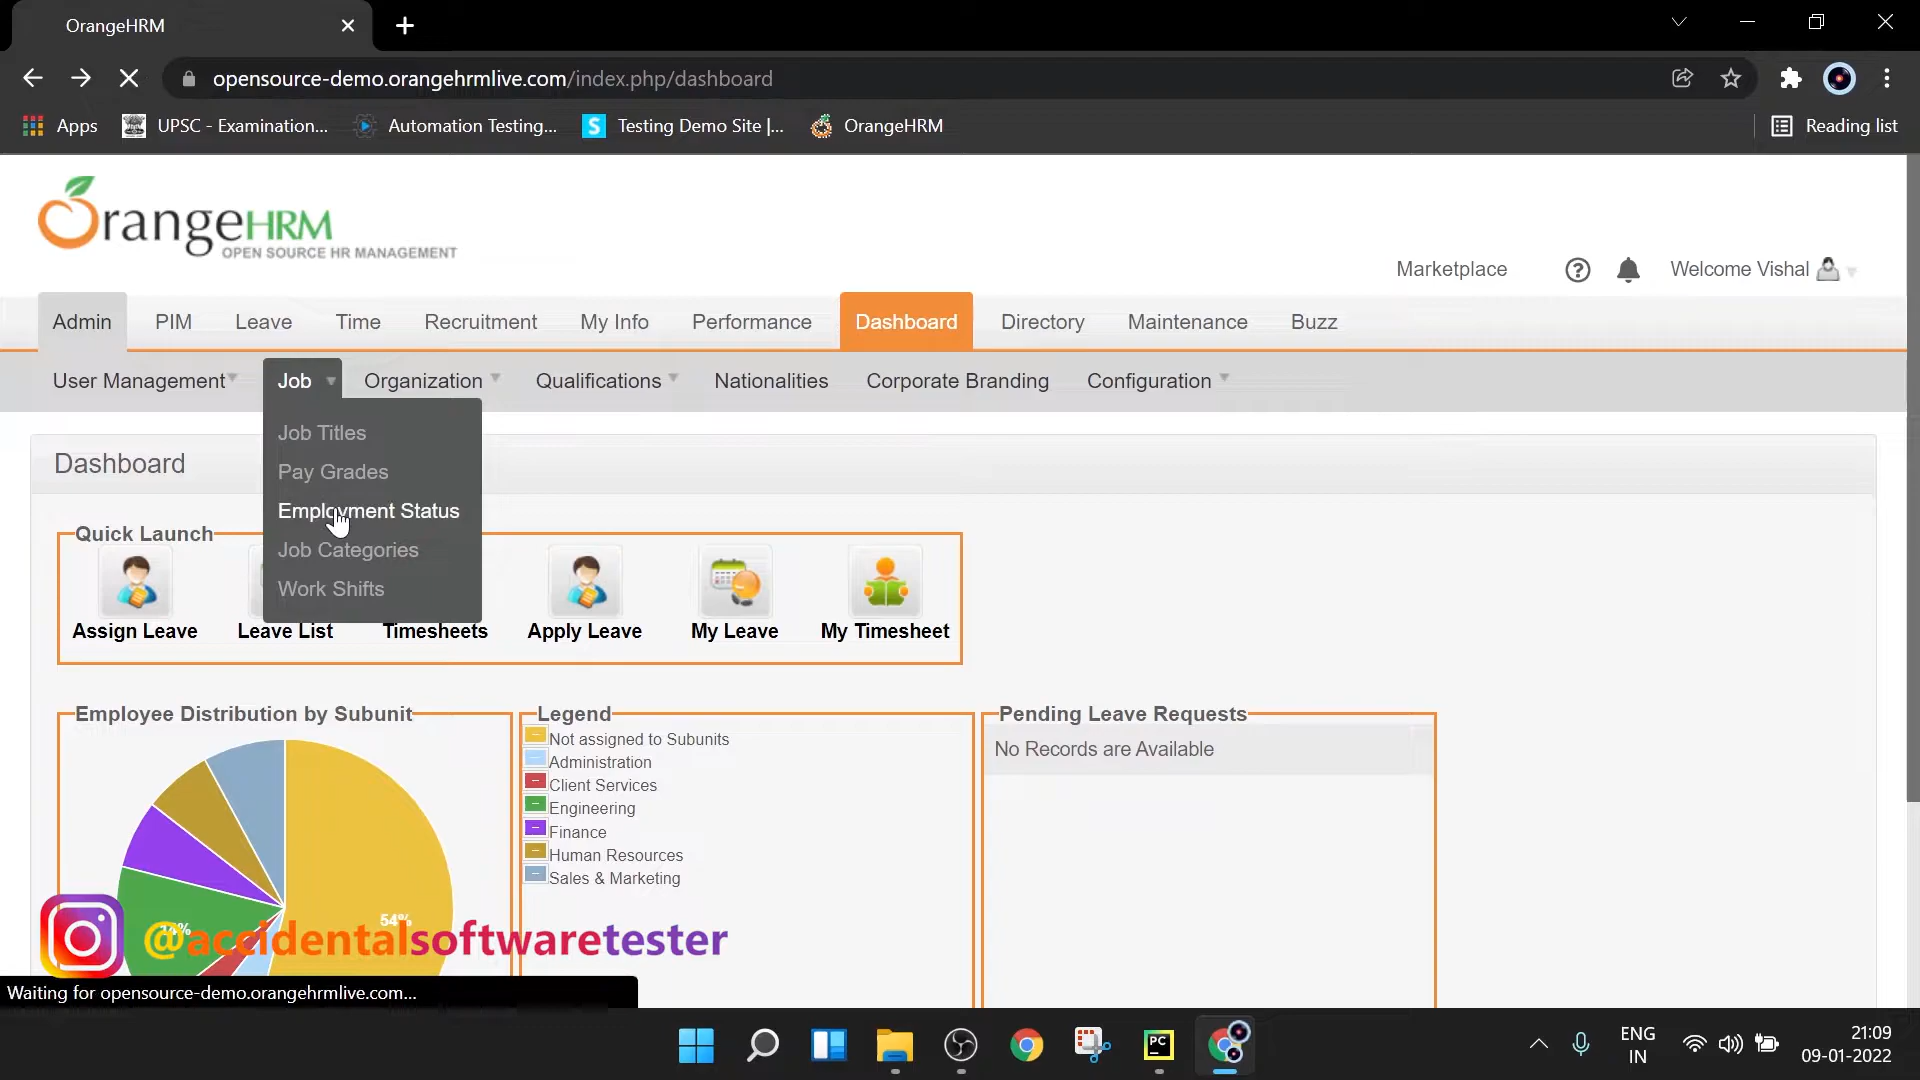 OrangeHRM
opensource-demo.orangehrmlive.com/index.php/dashboard
Apps UPSC - Examination... Automation Testing... S Testing Demo Site |... OrangeHRM Reading list
OrangeHRM
OPEN SOURCE HR MANAGEMENT
Marketplace Welcome Vishal
Admin PIM Leave Time Recruitment My Info Performance Dashboard Directory Maintenance Buzz
User Management Job Organization Qualifications Nationalities Corporate Branding Configuration
Job Titles
Pay Grades
Employment Status
Job Categories
Work Shifts
Dashboard
Quick Launch
Assign Leave Leave List Timesheets Apply Leave My Leave My Timesheet
Employee Distribution by Subunit
54%
Legend
Not assigned to Subunits
Administration
Client Services
Engineering
Finance
Human Resources
Sales & Marketing
Pending Leave Requests
No Records are Available
@accidentalsoftwaretester
Waiting for opensource-demo.orangehrmlive.com...
PC
ENG
IN
21:09
09-01-2022